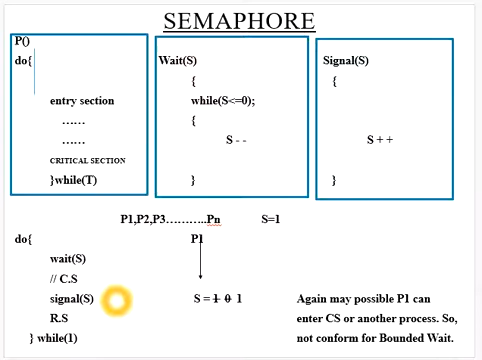 SEMAPHORE
P()
do{
entry section
……
……
CRITICAL SECTION
}while(T)
Wait(S)
{
while(S<=0);
{
S - -
}
Signal(S)
{
S + +
}
P1,P2,P3………..Pn S=1
do{
wait(S)
// C.S
signal(S)
R.S
} while(1)
P1
S = 1 0 1
Again may possible P1 can
enter CS or another process. So,
not conform for Bounded Wait.